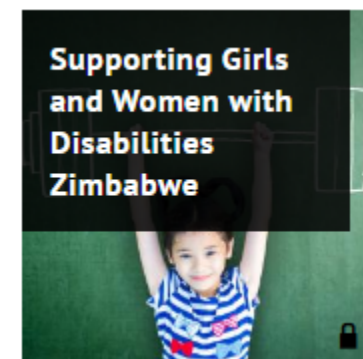 Supporting Girls
and Women with
Disabilities
Zimbabwe